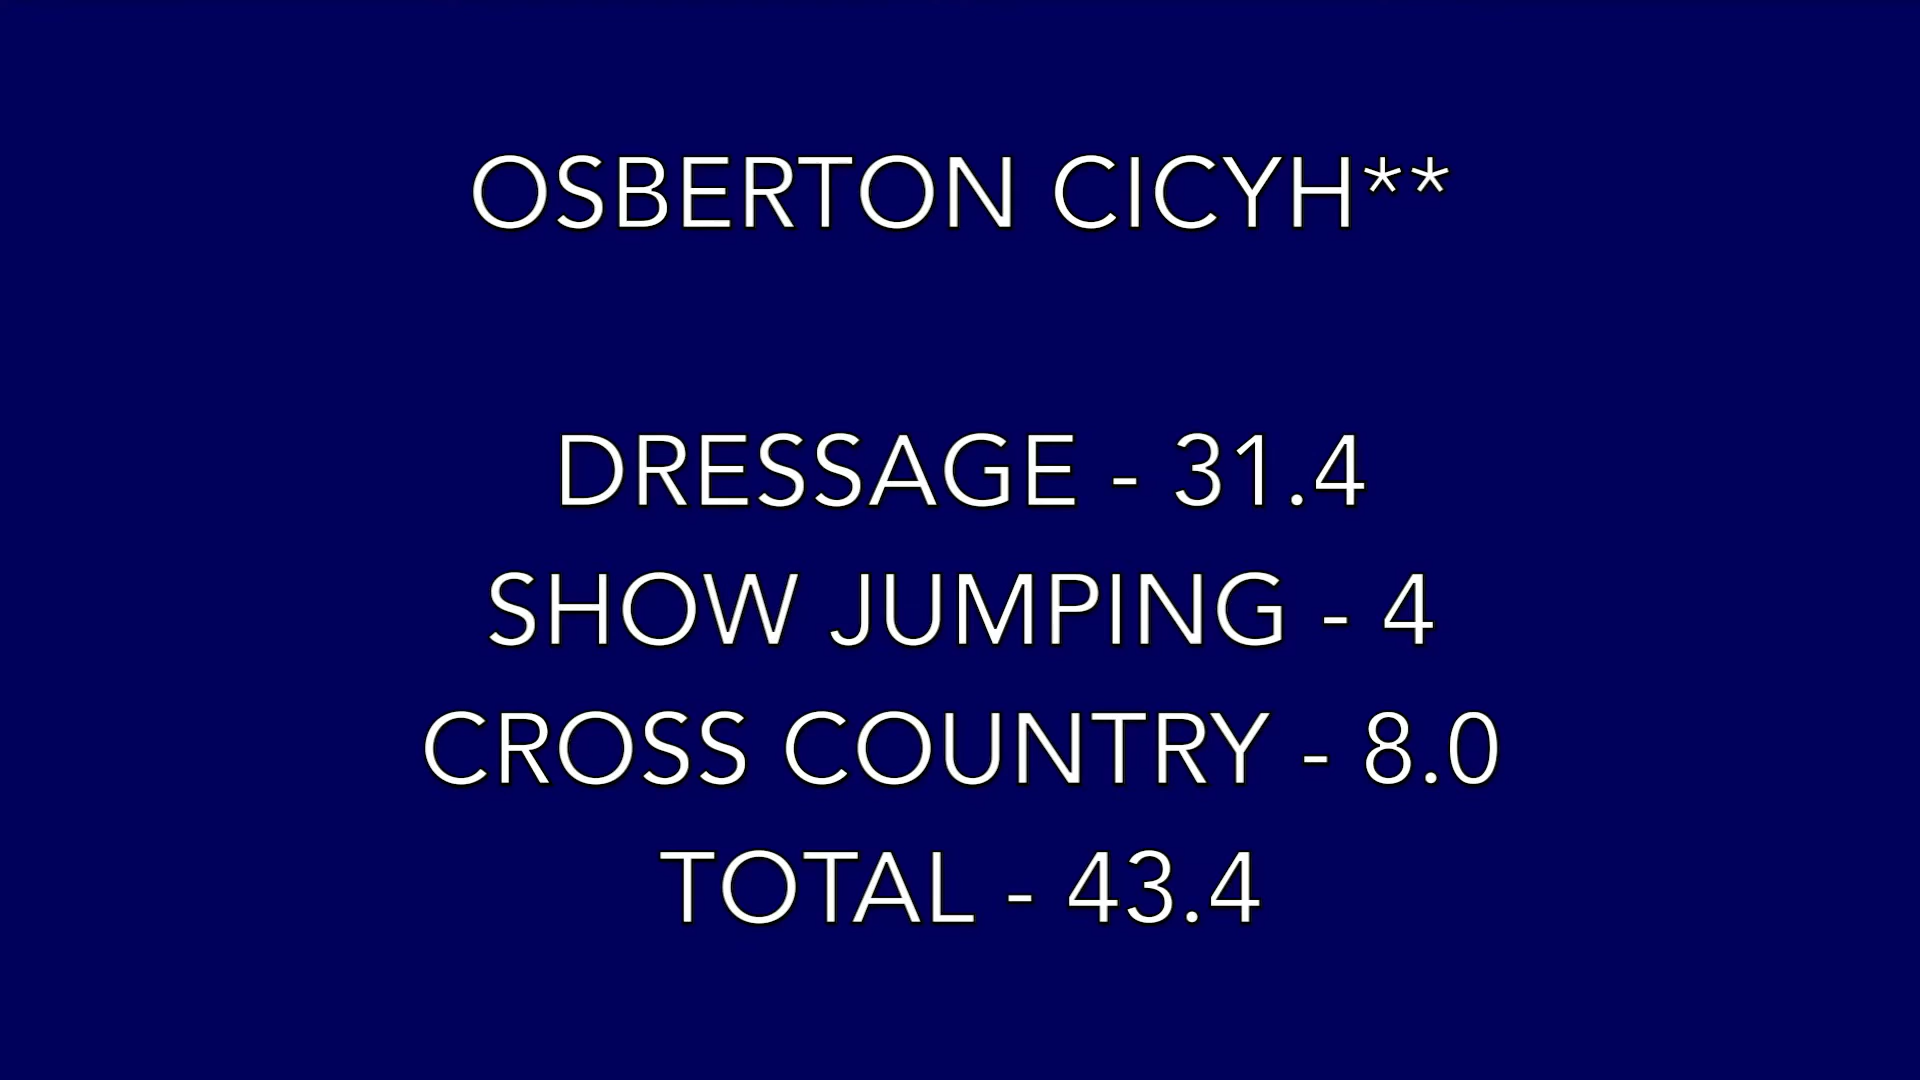 OSBERTON CICYH**
DRESSAGE - 31.4
SHOW JUMPING - 4
CROSS COUNTRY - 8.0
TOTAL - 43.4